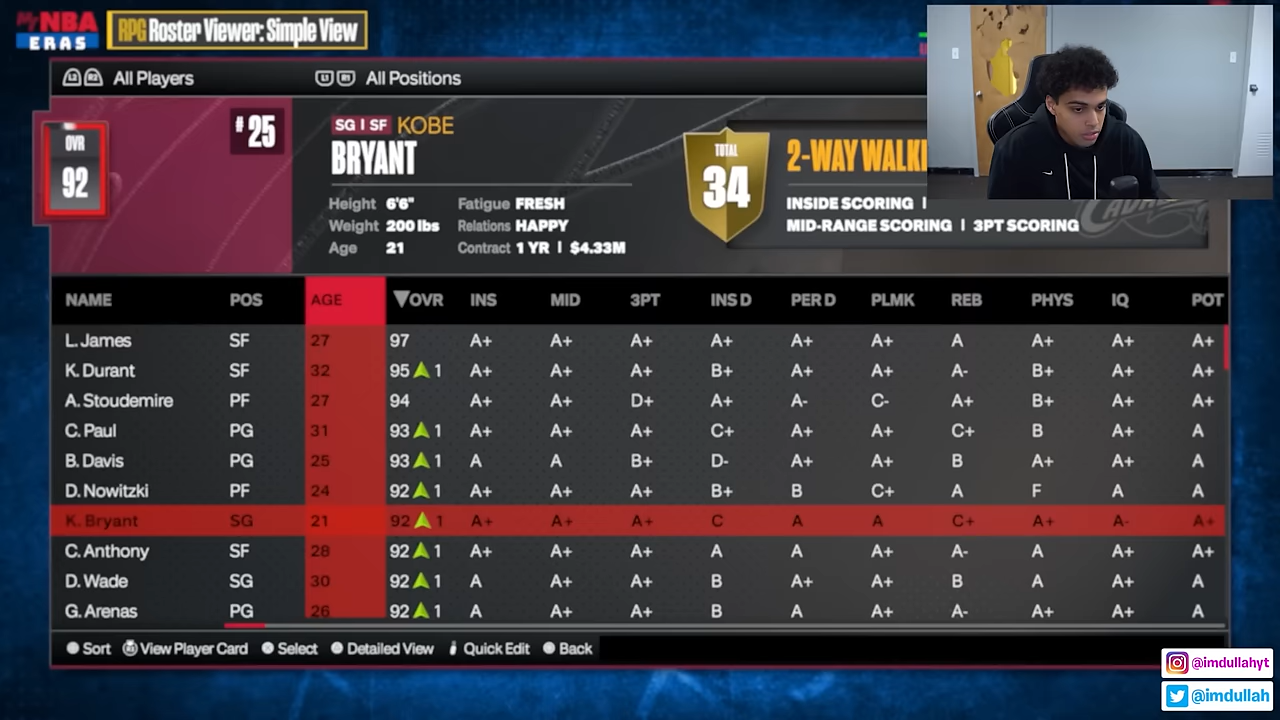 MyNBA
ERAS
RPG Roster Viewer: Simple View
L2 R2 All Players
L1 R1 All Positions
OVR
92
#25
SG | SF KOBE
BRYANT
Height 6'6" Fatigue FRESH
Weight 200 lbs Relations HAPPY
Age 21 Contract 1 YR | $4.33M
TOTAL
34
2-WAY WALKI
INSIDE SCORING |
MID-RANGE SCORING | 3PT SCORING
NAME POS AGE OVR INS MID 3PT INS D PER D PLMK REB PHYS IQ POT
L. James SF 27 97 A+ A+ A+ A+ A+ A+ A A+ A+ A+
K. Durant SF 32 95 1 A+ A+ A+ B+ A+ A+ A- B+ A+ A+
A. Stoudemire PF 27 94 A+ A+ D+ A+ A- C- A+ B+ A+ A+
C. Paul PG 31 93 1 A+ A+ A+ C+ A+ A+ C+ B A+ A
B. Davis PG 25 93 1 A A B+ D- A+ A+ B A+ A+ A
D. Nowitzki PF 24 92 1 A+ A+ A+ B+ B C+ A F A A
K. Bryant SG 21 92 1 A+ A+ A+ C A A C+ A+ A- A+
C. Anthony SF 28 92 1 A+ A+ A+ A A A+ A- A A+ A+
D. Wade SG 30 92 1 A A+ A+ B A+ A+ B A A+ A
G. Arenas PG 26 92 1 A A+ A+ B A A+ A- A+ A+ A
Sort View Player Card Select Detailed View Quick Edit Back
@imdullahyt
@imdullah